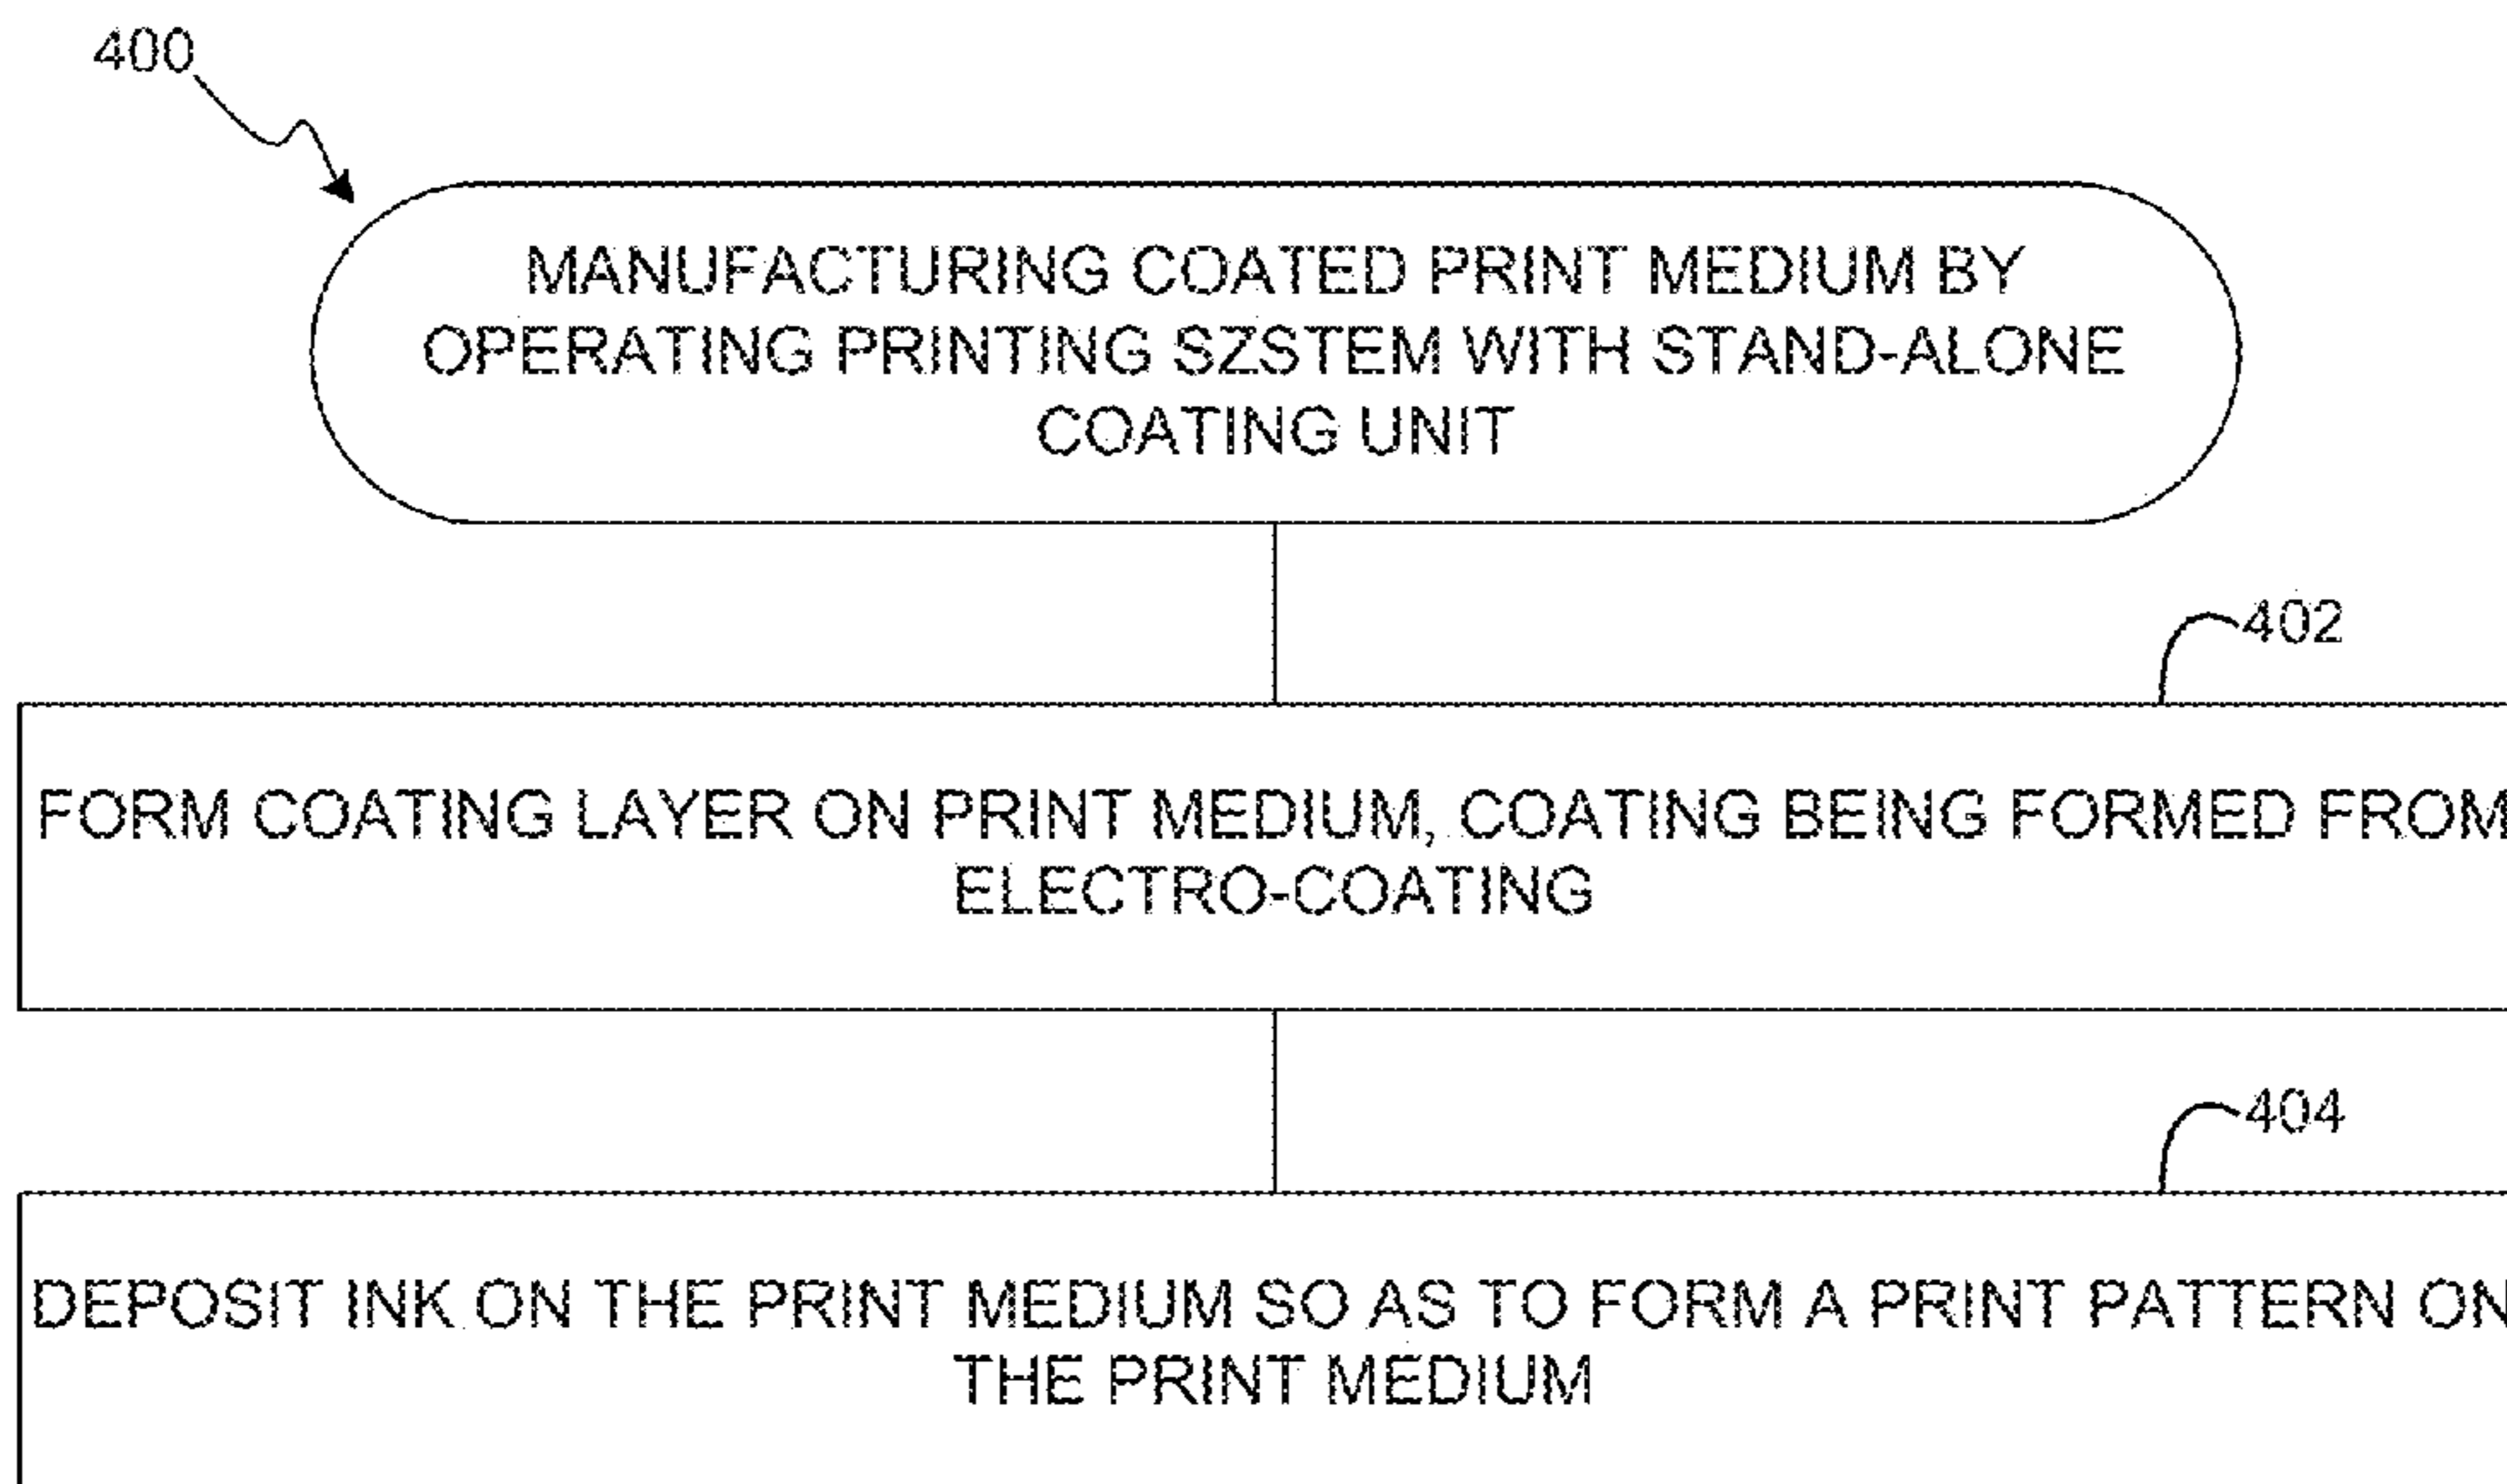 400
MANUFACTURING COATED PRINT MEDIUM BY
OPERATING PRINTING SZSTEM WITH STAND-ALONE
COATING UNIT
402
FORM COATING LAYER ON PRINT MEDIUM, COATING BEING FORMED FROM
ELECTRO-COATING
404
DEPOSIT INK ON THE PRINT MEDIUM SO AS TO FORM A PRINT PATTERN ON
THE PRINT MEDIUM